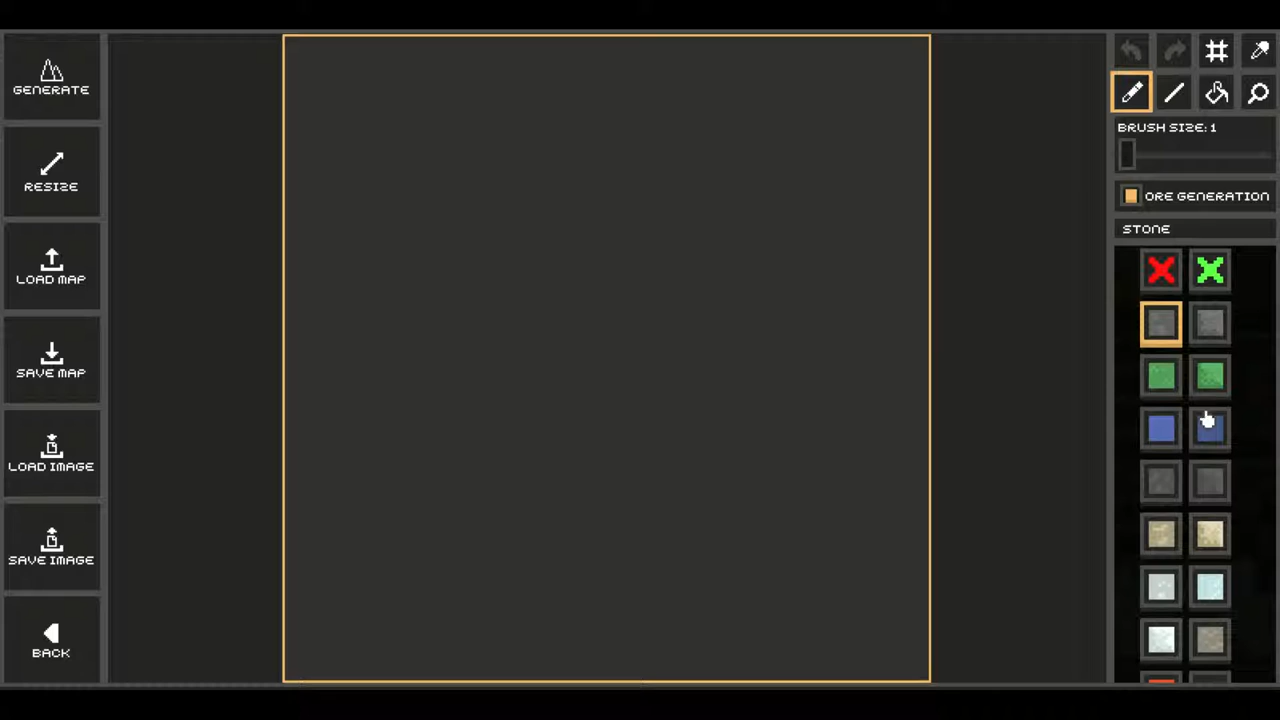 GENERATE
RESIZE
LOAD MAP
SAVE MAP
LOAD IMAGE
SAVE IMAGE
BACK
BRUSH SIZE: 1
ORE GENERATION
STONE